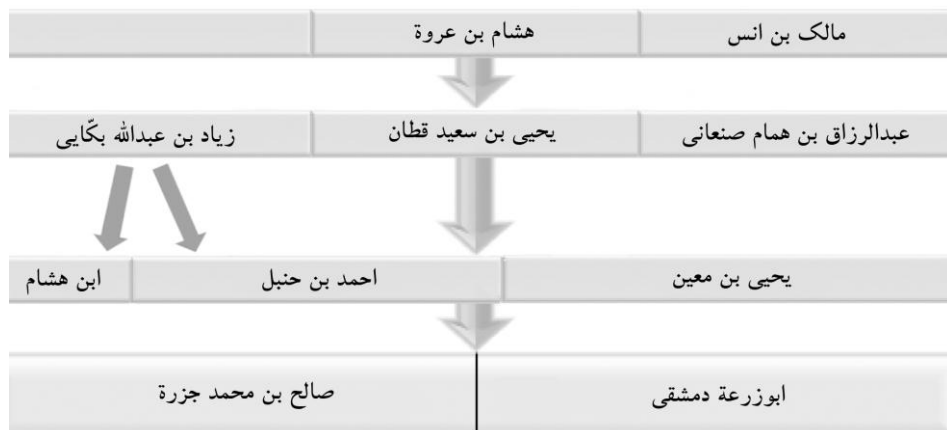 مالک بن انس
هشام بن عروة
عبدالرزاق بن همام صنعانی
یحیی بن سعید قطان
زیاد بن عبدالله بکّایی
یحیی بن معین
احمد بن حنبل
ابن هشام
ابوزرعة دمشقی
صالح بن محمد جزرة